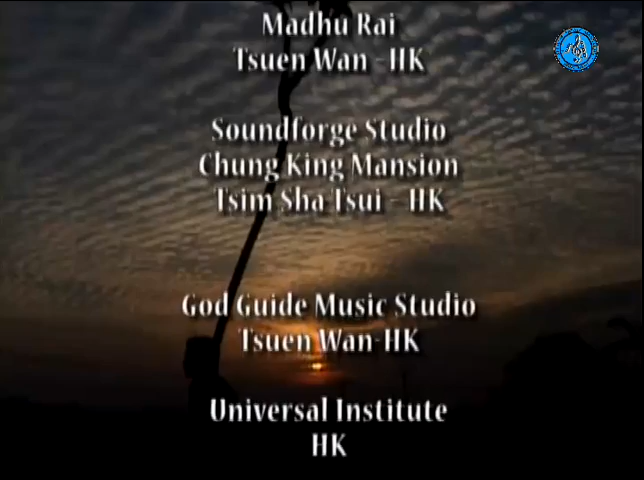 Madhu Rai
Tsuen Wan - HK
Soundforge Studio
Chung King Mansion
Tsim Sha Tsui - HK
God Guide Music Studio
Tsuen Wan-HK
Universal Institute
HK